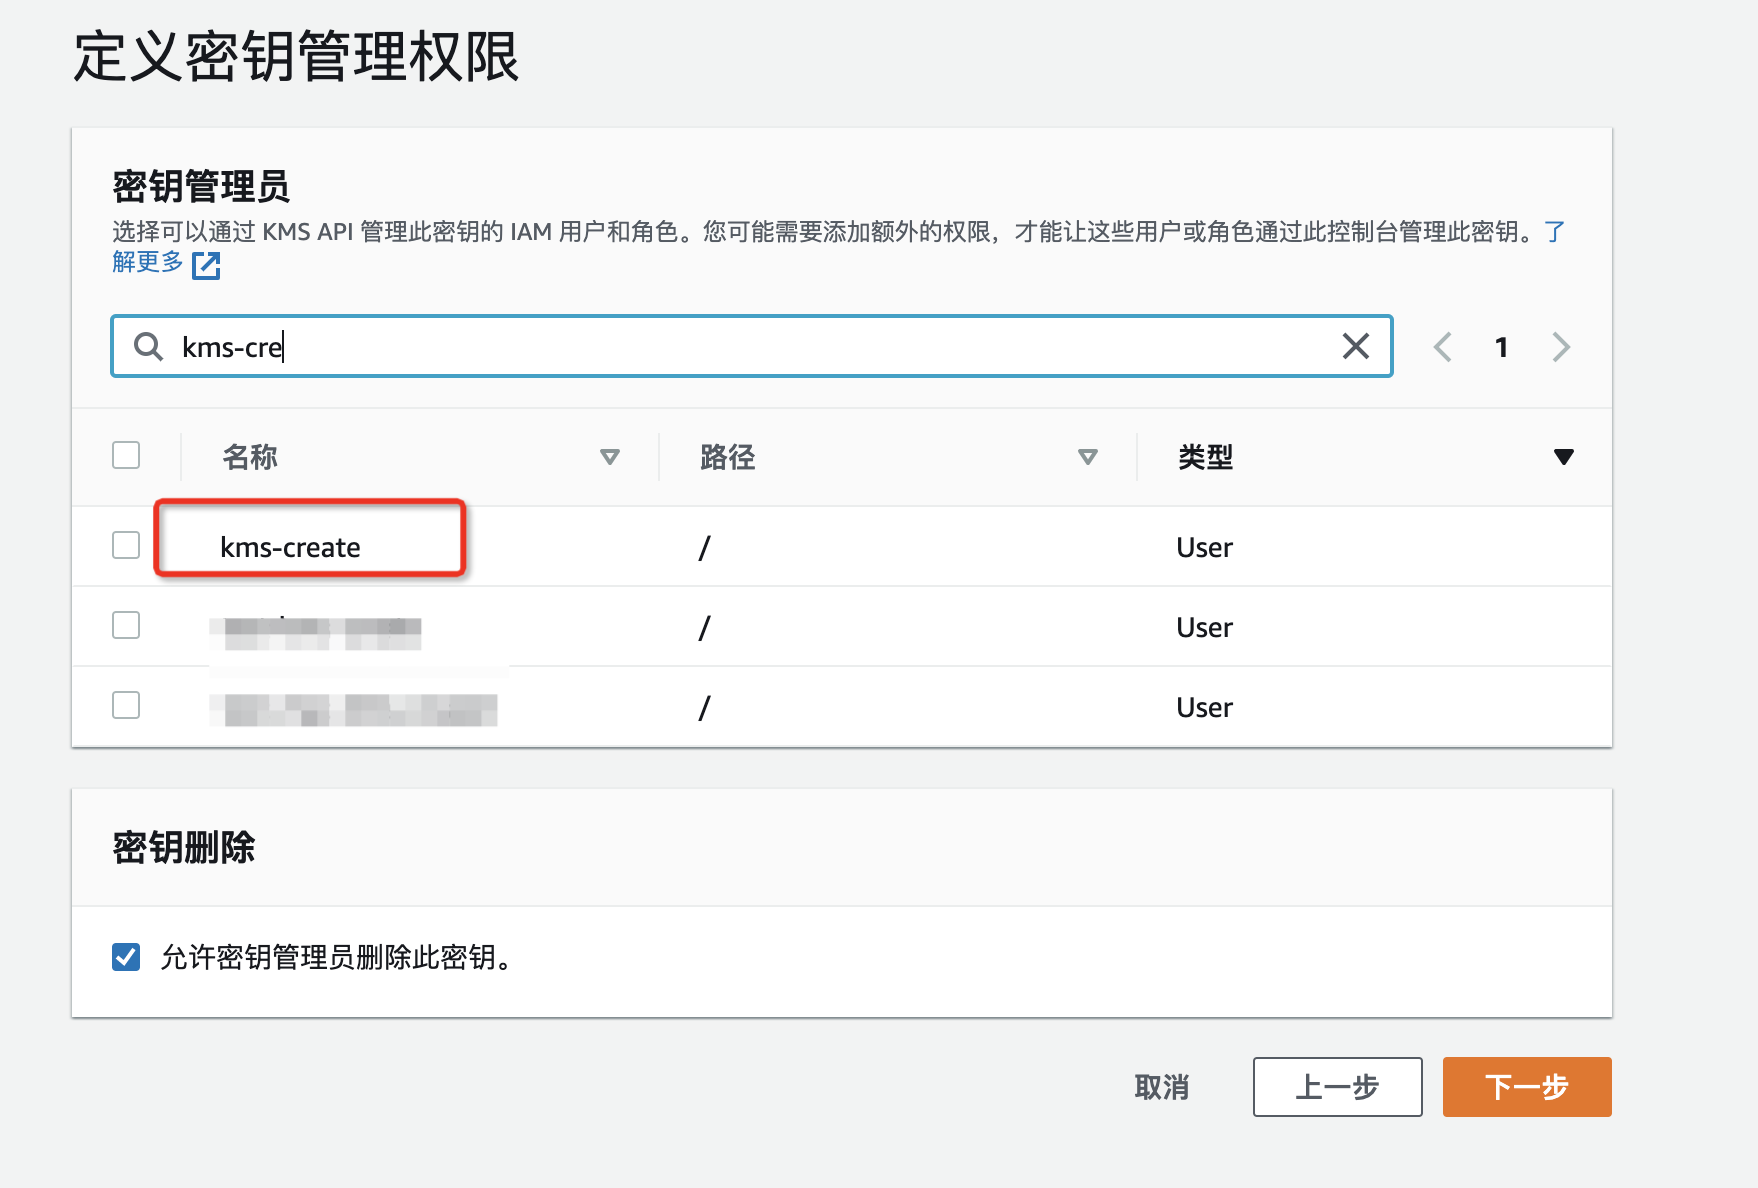 定义密钥管理权限
密钥管理员
选择可以通过 KMS API 管理此密钥的 IAM 用户和角色。您可能需要添加额外的权限，才能让这些用户或角色通过此控制台管理此密钥。了
解更多
kms-cre
1
名称 路径 类型
kms-create / User
/ User
/ User
密钥删除
允许密钥管理员删除此密钥。
取消 上一步 下一步